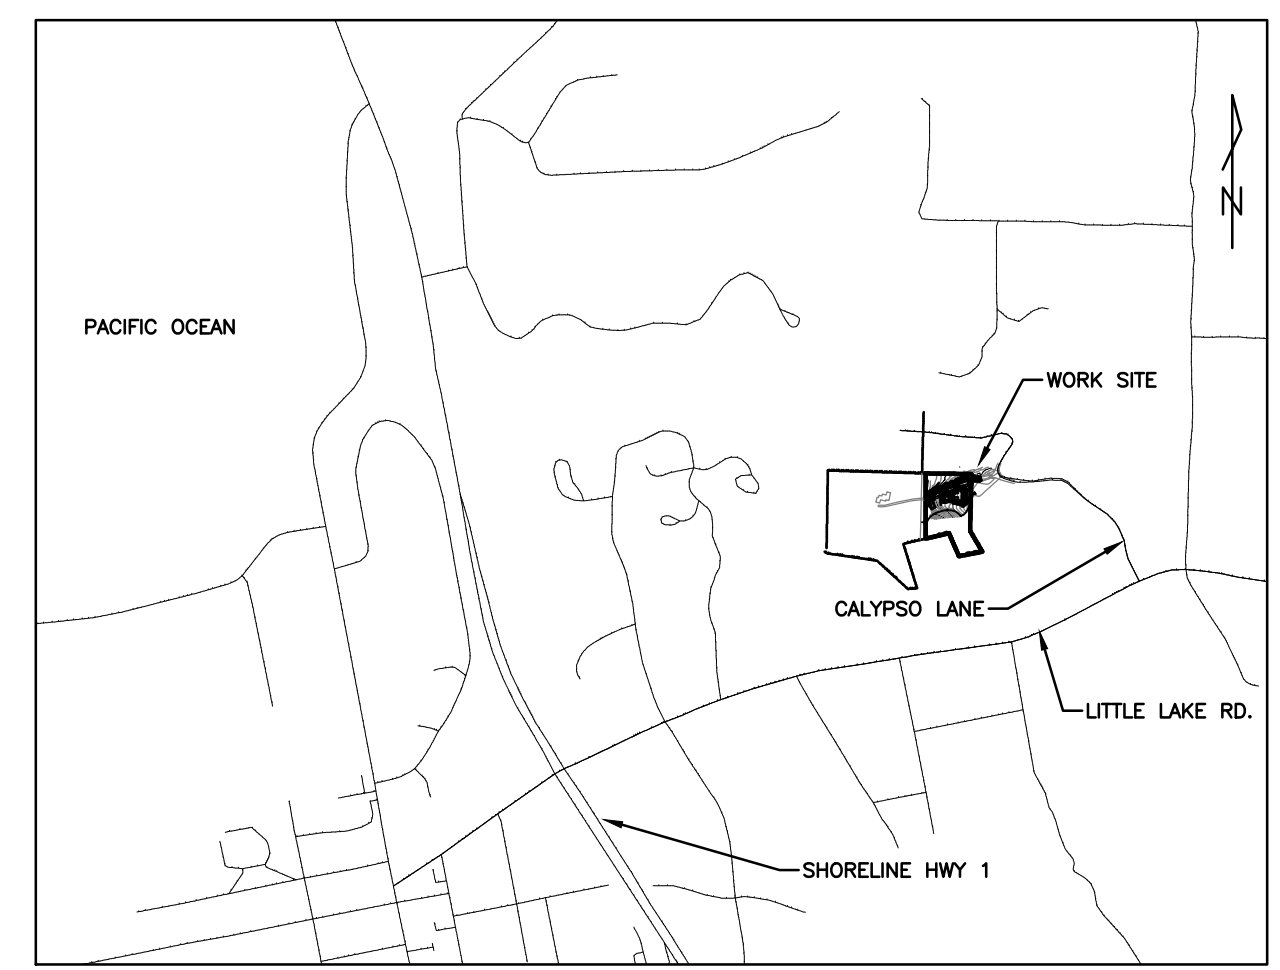 N
PACIFIC OCEAN
WORK SITE
CALYPSO LANE
LITTLE LAKE RD.
SHORELINE HWY 1